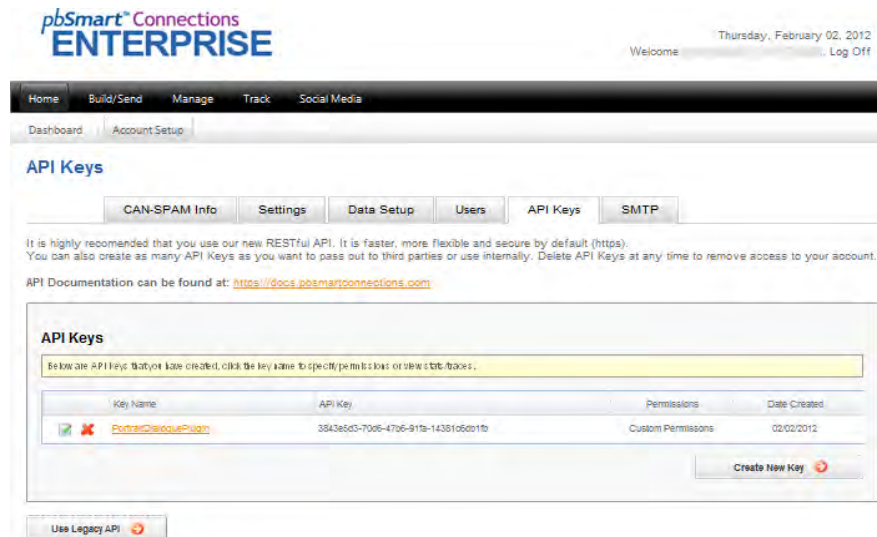 pbSmart™ Connections
ENTERPRISE
Thursday, February 02, 2012
Welcome . Log Off
Home Build/Send Manage Track Social Media
Dashboard Account Setup
API Keys
CAN-SPAM Info Settings Data Setup Users API Keys SMTP
It is highly recomended that you use our new RESTful API. It is faster, more flexible and secure by default (https).
You can also create as many API Keys as you want to pass out to third parties or use internally. Delete API Keys at any time to remove access to your account.
API Documentation can be found at: https://docs.pbsmartconnections.com
API Keys
Below are API keys that you have created, click the key name to specify permissions or view stats/traces.
Key Name API Key Permissions Date Created
PortraitDialoguePlugin 3843e5d3-70d6-47b6-91fa-14381d6db1fb Custom Permissons 02/02/2012
Create New Key
Use Legacy API